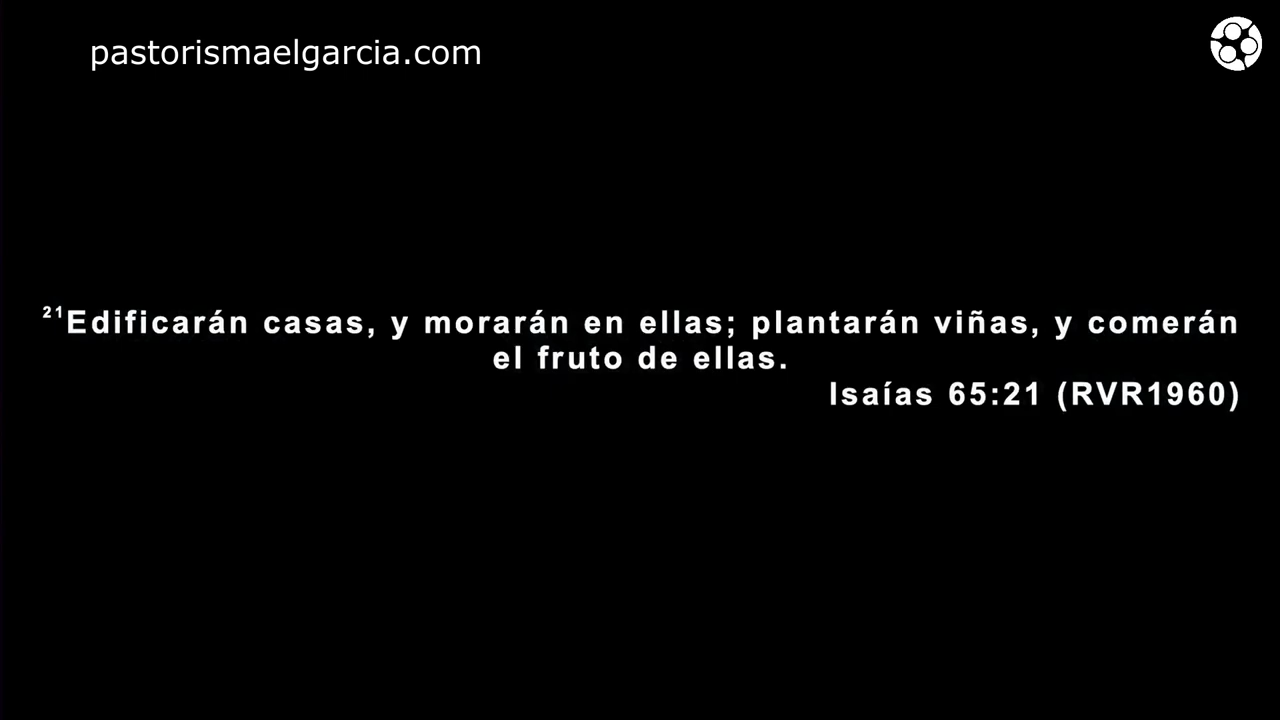 pastorismaelgarcia.com
²¹Edificarán casas, y morarán en ellas; plantarán viñas, y comerán
el fruto de ellas.
Isaías 65:21 (RVR1960)